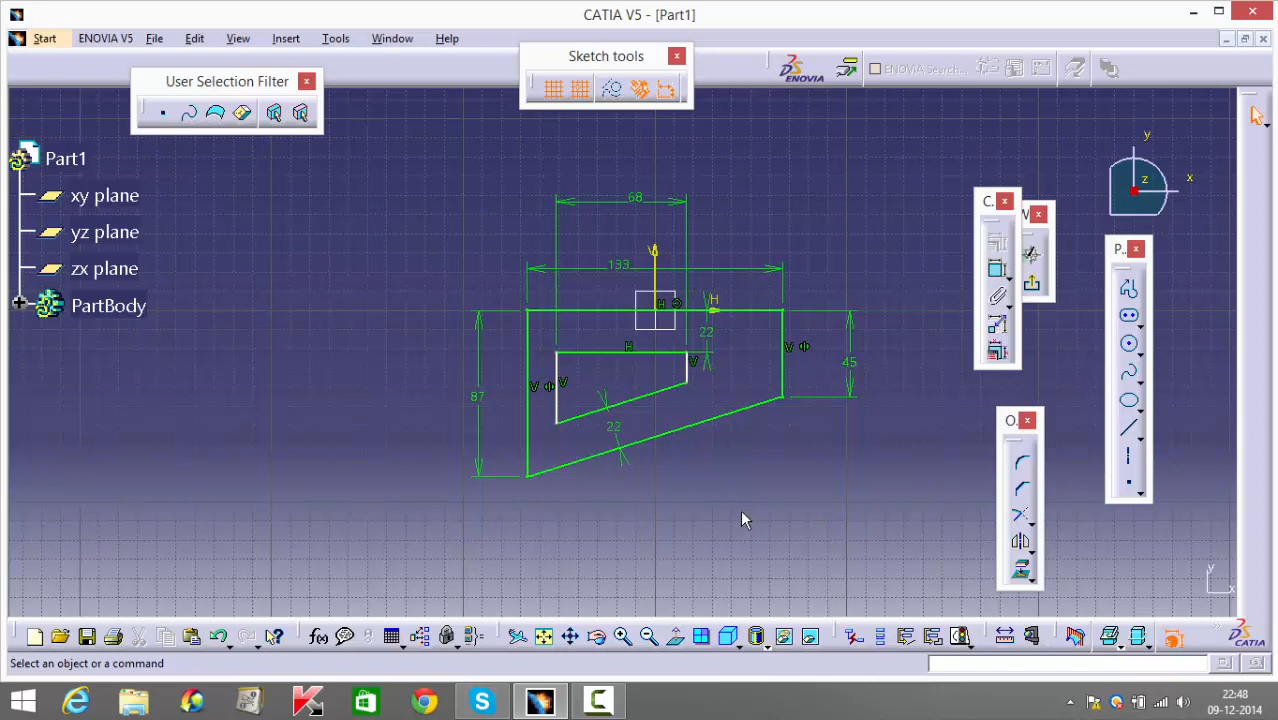 CATIA V5 - [Part1]
Start ENOVIA V5 File Edit View Insert Tools Window Help
Sketch tools
User Selection Filter
ENOVIA
ENOVIA Search...
Part1
xy plane
yz plane
zx plane
PartBody
68
133
V
H
H
22
H
V
V
V
V
87
45
22
y
z
x
C.
W
P..
O.
y
x
f(x)
CATIA
Select an object or a command
22:48
09-12-2014